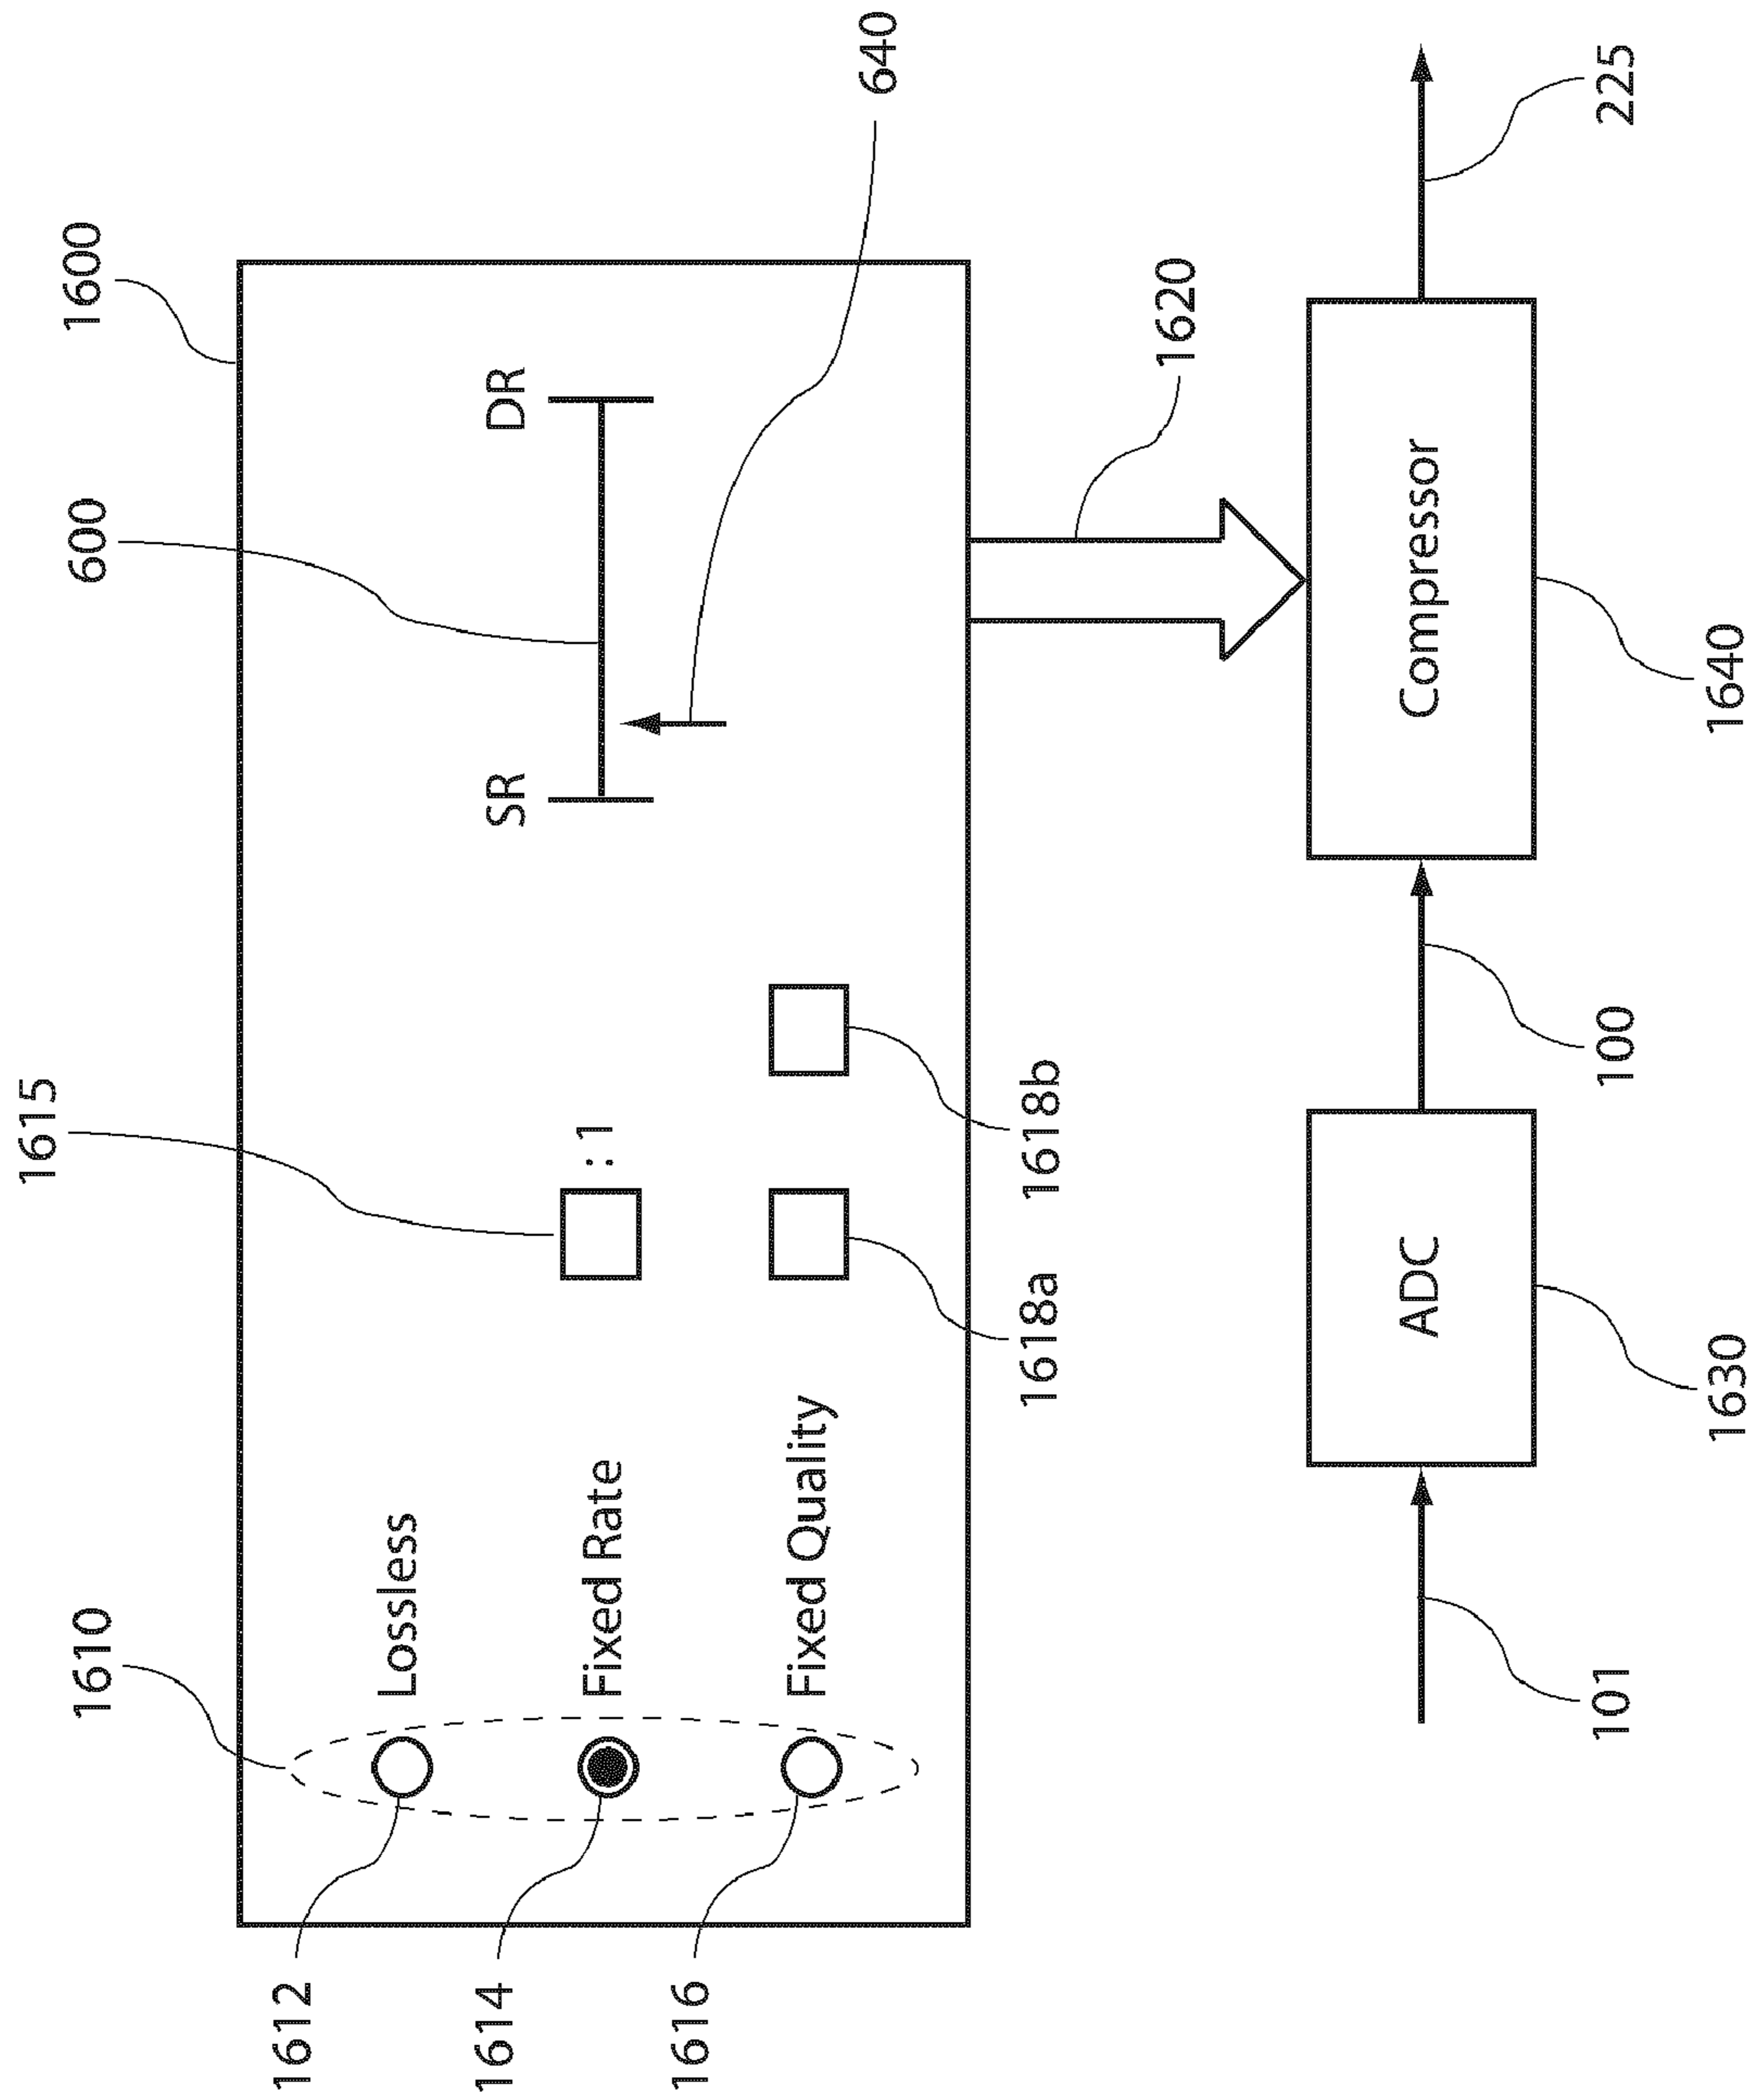 1600
600
1615
1610
640
DR
SR
: 1
Lossless
Fixed Rate
Fixed Quality
1612
1614
1616
1618a
1618b
1620
Compressor
ADC
225
1640
100
1630
101